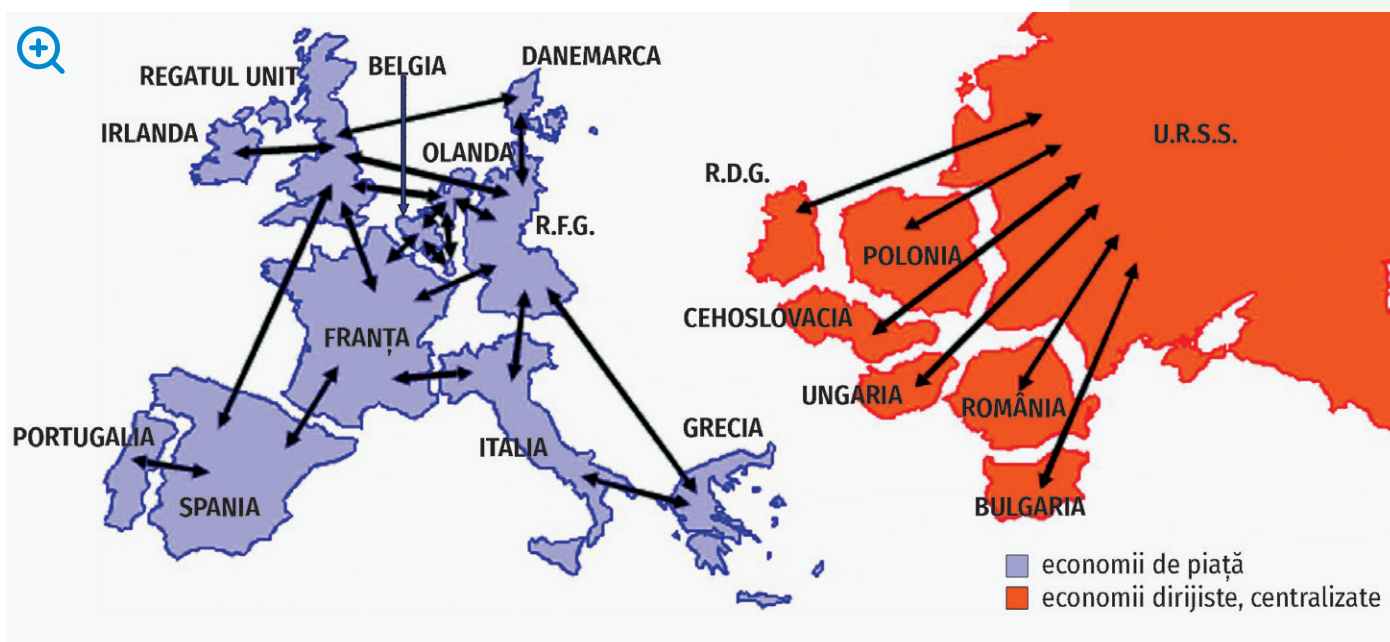 DANEMARCA
BELGIA
REGATUL UNIT
IRLANDA
OLANDA
U.R.S.S.
R.D.G.
R.F.G.
POLONIA
CEHOSLOVACIA
FRANȚA
UNGARIA
ROMÂNIA
PORTUGALIA
ITALIA
GRECIA
SPANIA
BULGARIA
economii de piață
economii dirijiste, centralizate